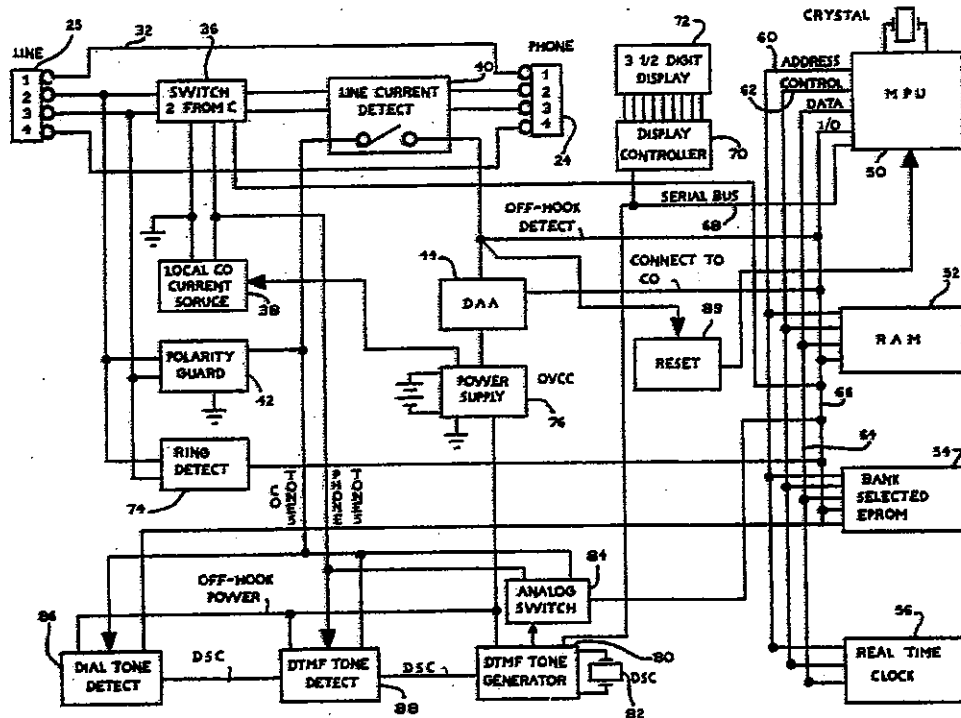 CRYSTAL
25
LINE
32
36
72
60
1
2
3
4
SWITCH
2 FROM C
40
LINE CURRENT
DETECT
PHONE
1
2
3
4
24
3 1/2 DIGIT
DISPLAY
DISPLAY
CONTROLLER
70
ADDRESS
CONTROL
62
DATA
I/O
MPU
50
SERIAL BUS
68
OFF-HOOK
DETECT
CONNECT TO
CO
LOCAL CO
CURRENT
SORUCE
38
44
DAA
89
RESET
52
RAM
POLARITY
GUARD
42
POWER
SUPPLY
OVCC
76
66
64
RING
DETECT
74
CO
TONES
PHONE
TONES
54
BANK
SELECTED
EPROM
84
ANALOG
SWITCH
OFF-HOOK
POWER
86
DIAL TONE
DETECT
DSC
DTMF TONE
DETECT
88
DSC
DTMF TONE
GENERATOR
80
DSC
82
56
REAL TIME
CLOCK